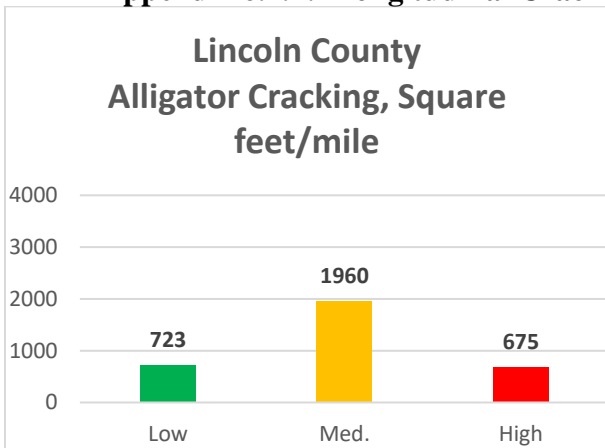 Lincoln County
Alligator Cracking, Square
feet/mile
4000
3000
2000
1000
0
723
1960
675
Low
Med.
High